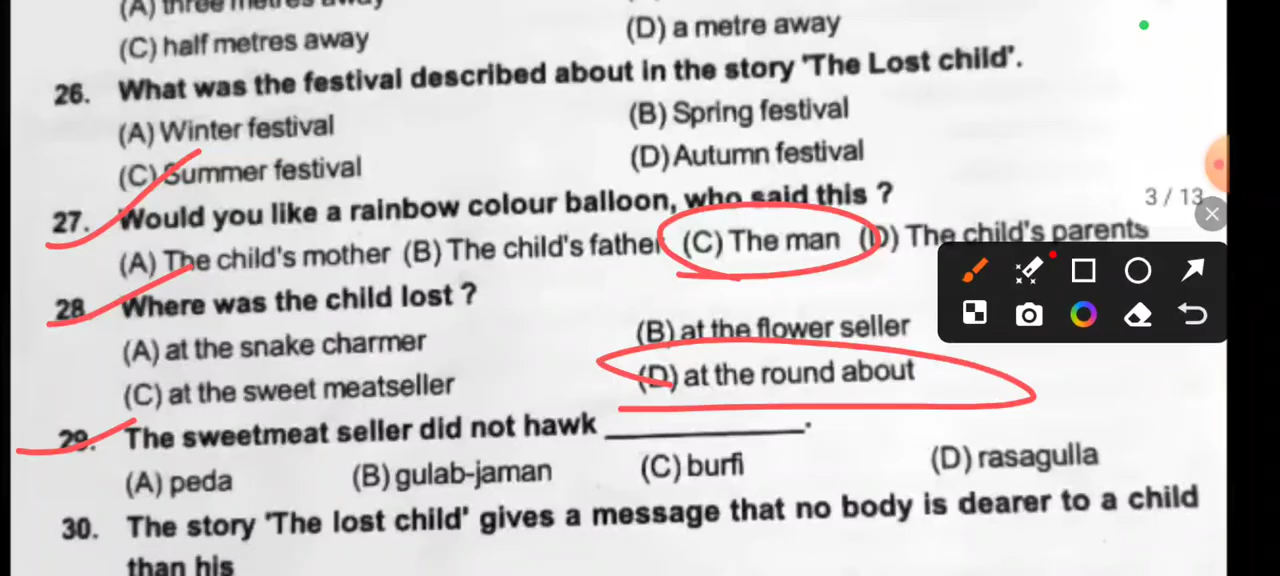 (A) three metres away
(C) half metres away (D) a metre away
26. What was the festival described about in the story 'The Lost child'.
(A) Winter festival (B) Spring festival
(C) Summer festival (D) Autumn festival
27. Would you like a rainbow colour balloon, who said this ?
3 / 13
(A) The child's mother (B) The child's father (C) The man (D) The child's parents
28. Where was the child lost ?
(A) at the snake charmer (B) at the flower seller
(C) at the sweet meatseller (D) at the round about
29. The sweetmeat seller did not hawk ____________.
(A) peda (B) gulab-jaman (C) burfi (D) rasagulla
30. The story 'The lost child' gives a message that no body is dearer to a child
than his